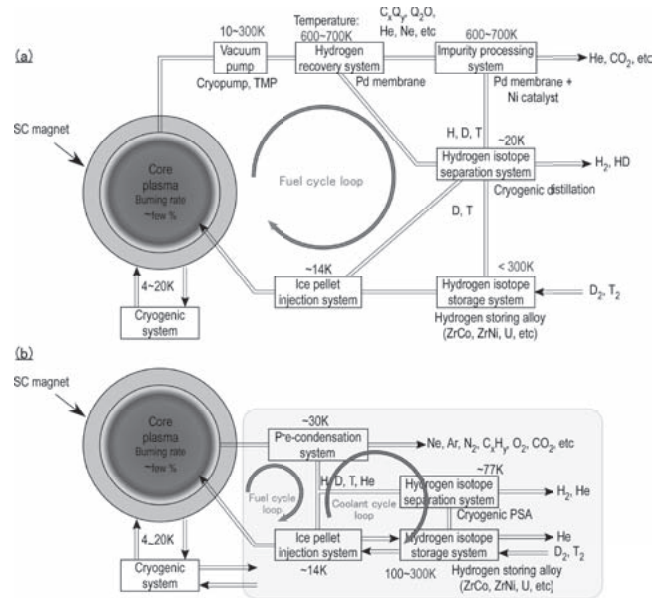 (a)
Temperature:
CxQy, Q2O,
He, Ne, etc
10~300K
Vacuum
pump
Cryopump, TMP
600~700K
Hydrogen
recovery system
Pd membrane
600~700K
Impurity processing
system
Pd membrane +
Ni catalyst
He, CO2, etc
SC magnet
Core
plasma
Burning rate
~few %
Fuel cycle loop
H, D, T
~20K
Hydrogen isotope
separation system
Cryogenic distillation
H2, HD
D, T
4~20K
Cryogenic
system
~14K
Ice pellet
injection system
< 300K
Hydrogen isotope
storage system
D2, T2
Hydrogen storing alloy
(ZrCo, ZrNi, U, etc)
(b)
SC magnet
Core
plasma
Burning rate
~few %
~30K
Pre-condensation
system
Ne, Ar, N2, CxHy, O2, CO2, etc
H, D, T, He
Fuel cycle
loop
Coolant cycle
loop
~77K
Hydrogen isotope
separation system
Cryogenic PSA
H2, He
4~20K
Cryogenic
system
Ice pellet
injection system
~14K
Hydrogen isotope
storage system
100~300K
He
D2, T2
Hydrogen storing alloy
(ZrCo, ZrNi, U, etc)